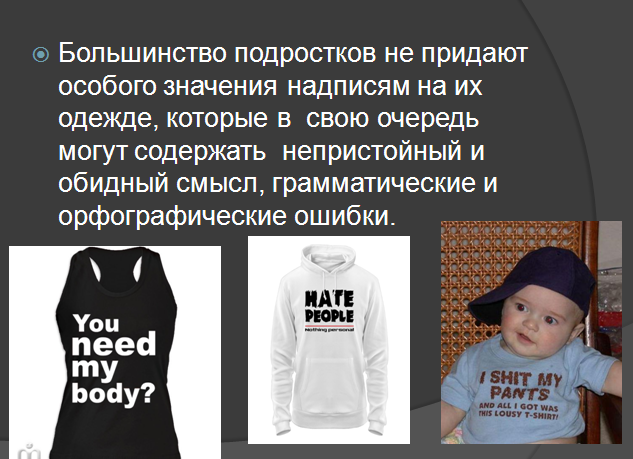 Большинство подростков не придают
особого значения надписям на их
одежде, которые в свою очередь
могут содержать непристойный и
обидный смысл, грамматические и
орфографические ошибки.
You
need
my
body?
HATE
PEOPLE
Nothing personal
I SHIT MY
PANTS
AND ALL I GOT WAS
THIS LOUSY T-SHIRT!